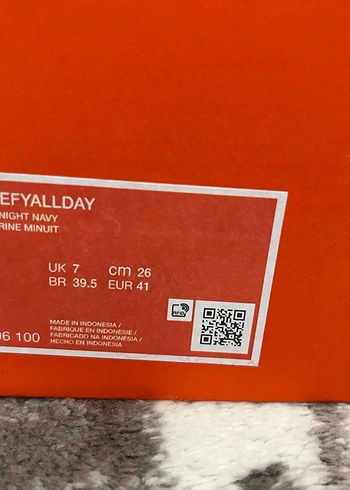 EFYALLDAY
NIGHT NAVY
RINE MINUIT
UK 7 cm 26
BR 39.5 EUR 41
MADE IN INDONESIA /
FABRIQUE EN INDONESIE /
FABRICADO NA INDONÉSIA /
HECHO EN INDONESIA
06 100